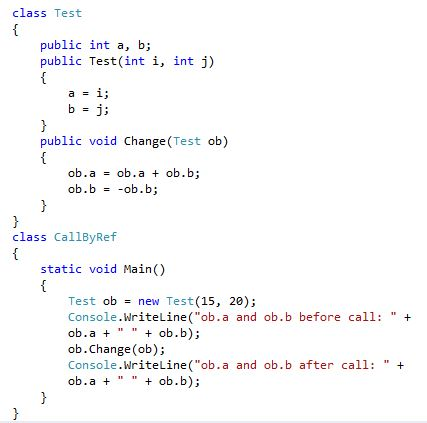 class Test
{
public int a, b;
public Test(int i, int j)
{
a = i;
b = j;
}
public void Change(Test ob)
{
ob.a = ob.a + ob.b;
ob.b = -ob.b;
}
}
class CallByRef
{
static void Main()
{
Test ob = new Test(15, 20);
Console.WriteLine("ob.a and ob.b before call: " +
ob.a + " " + ob.b);
ob.Change(ob);
Console.WriteLine("ob.a and ob.b after call: " +
ob.a + " " + ob.b);
}
}